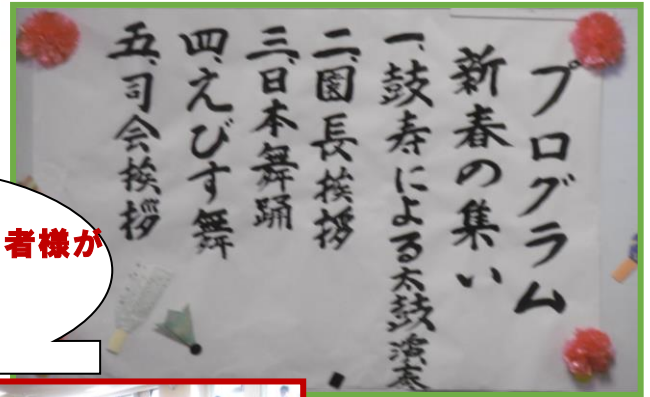 プログラム
新春の集い
一、鼓寿による太鼓演奏
二、園長挨拶
三、日本舞踊
四、えびす舞
五、司会挨拶
者様が